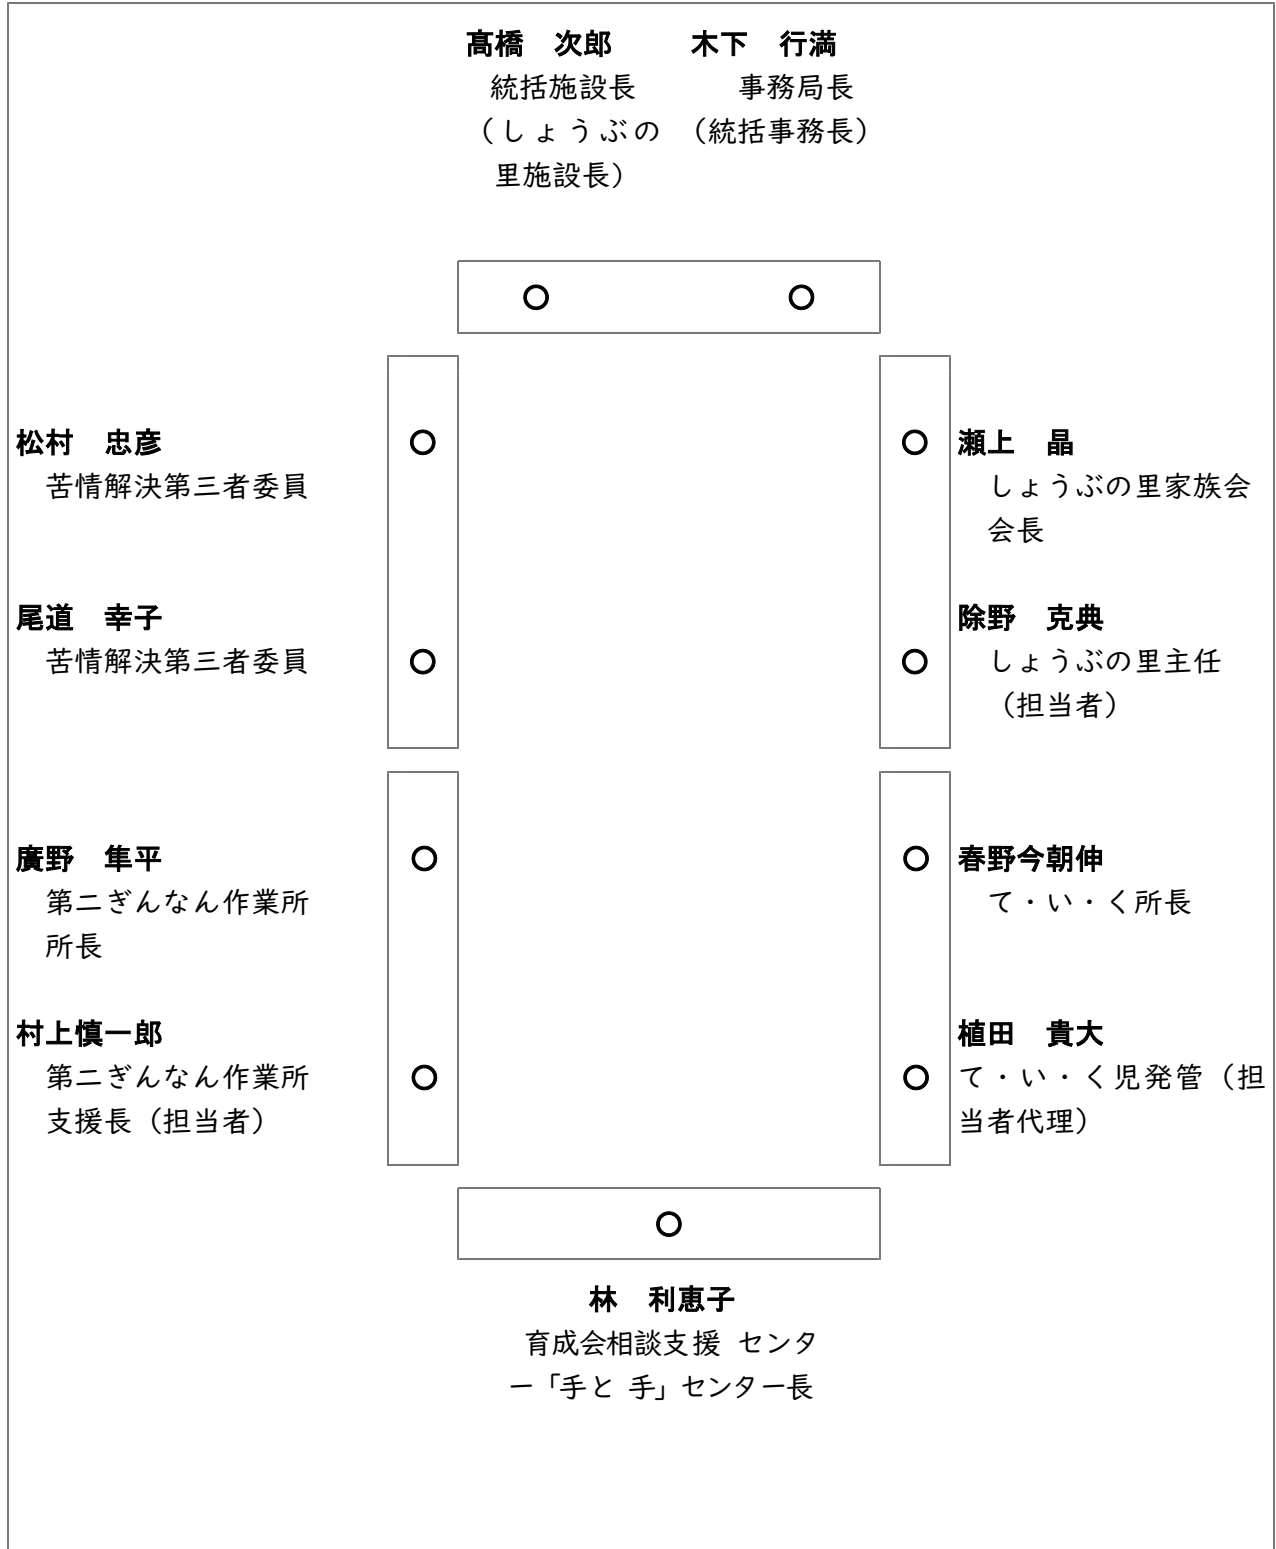 髙橋　次郎　　木下　行満
統括施設長　　事務局長
（しょうぶの　（統括事務長）
里施設長）
松村　忠彦
苦情解決第三者委員
尾道　幸子
苦情解決第三者委員
廣野　隼平
第二ぎんなん作業所
所長
村上慎一郎
第二ぎんなん作業所
支援長（担当者）
瀬上　晶
しょうぶの里家族会
会長
除野　克典
しょうぶの里主任
（担当者）
春野今朝伸
て・い・く所長
植田　貴大
て・い・く児発管（担
当者代理）
林　利恵子
育成会相談支援 センタ
ー「手と 手」センター長